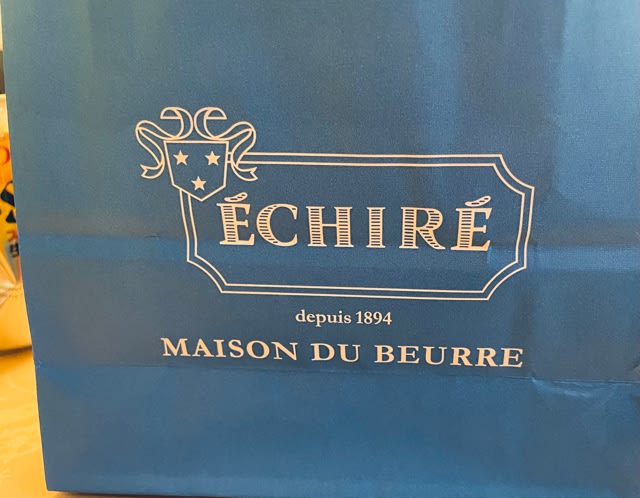 ÉCHIRÉ
depuis 1894
MAISON DU BEURRE